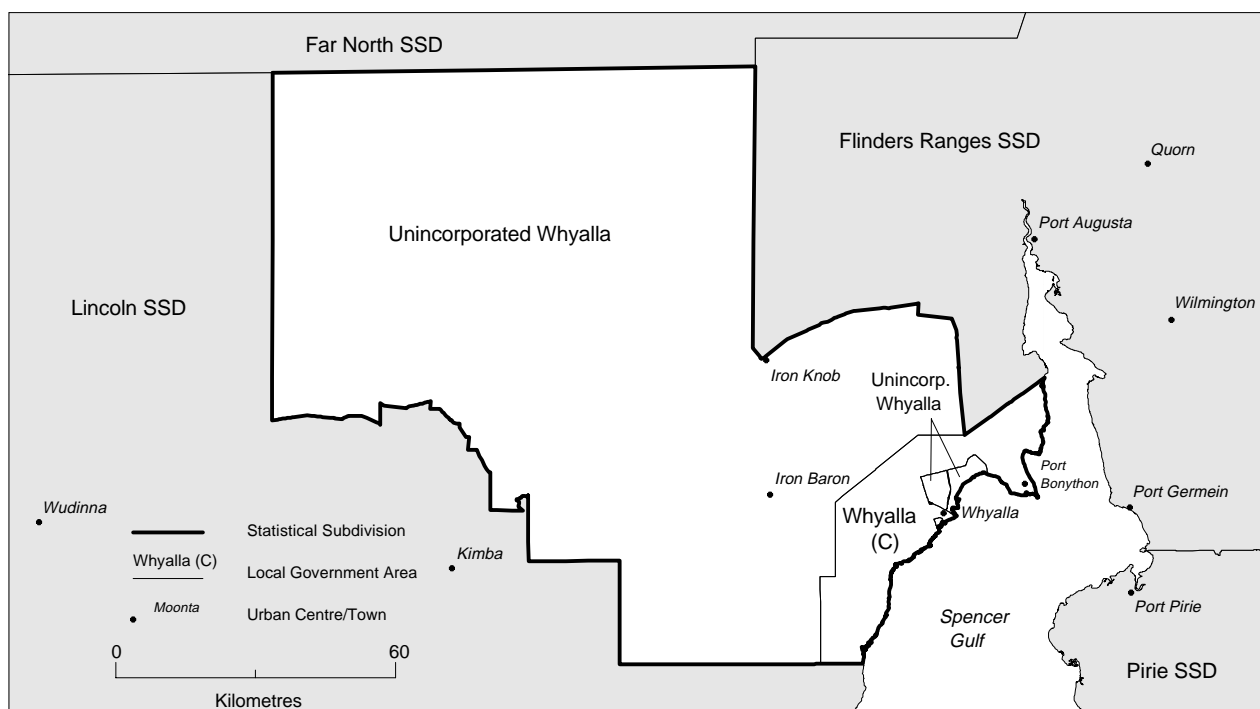 Far North SSD
Flinders Ranges SSD
Quorn
Unincorporated Whyalla
Port Augusta
Lincoln SSD
Wilmington
Iron Knob
Unincorp.
Whyalla
Port
Bonython
Iron Baron
Port Germein
Wudinna
Whyalla
Whyalla
(C)
Statistical Subdivision
Kimba
Whyalla (C)
Local Government Area
Moonta
Urban Centre/Town
Port Pirie
Spencer
Gulf
0 60
Pirie SSD
Kilometres